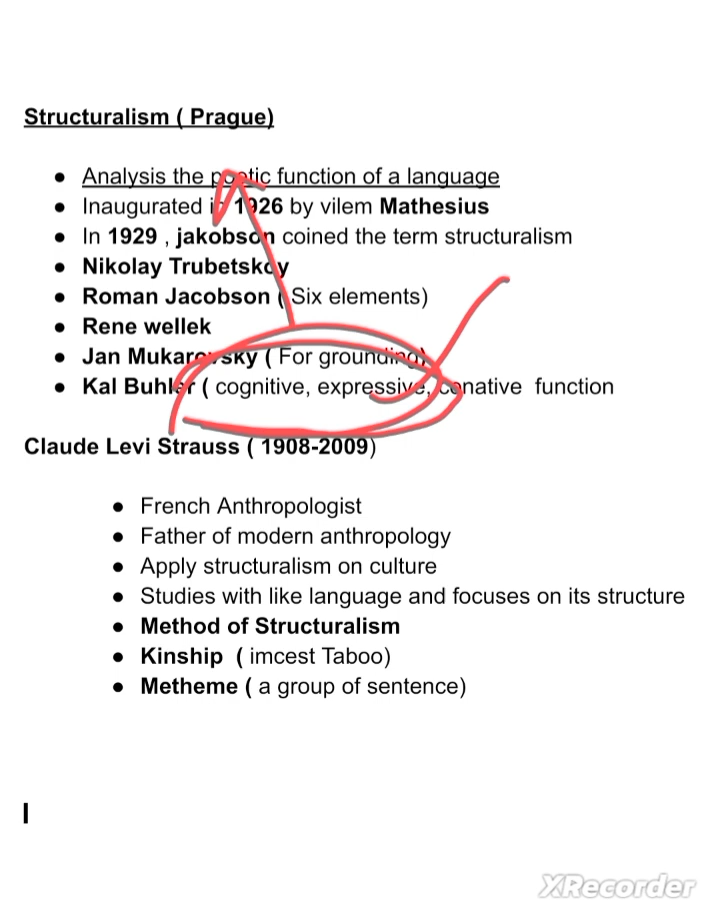 Structuralism ( Prague)
● Analysis the poetic function of a language
● Inaugurated in 1926 by vilem Mathesius
● In 1929 , jakobson coined the term structuralism
● Nikolay Trubetskoy
● Roman Jacobson ( Six elements)
● Rene wellek
● Jan Mukarovsky ( For grounding)
● Kal Buhler ( cognitive, expressive, conative function
Claude Levi Strauss ( 1908-2009)
● French Anthropologist
● Father of modern anthropology
● Apply structuralism on culture
● Studies with like language and focuses on its structure
● Method of Structuralism
● Kinship ( imcest Taboo)
● Metheme ( a group of sentence)
XRecorder